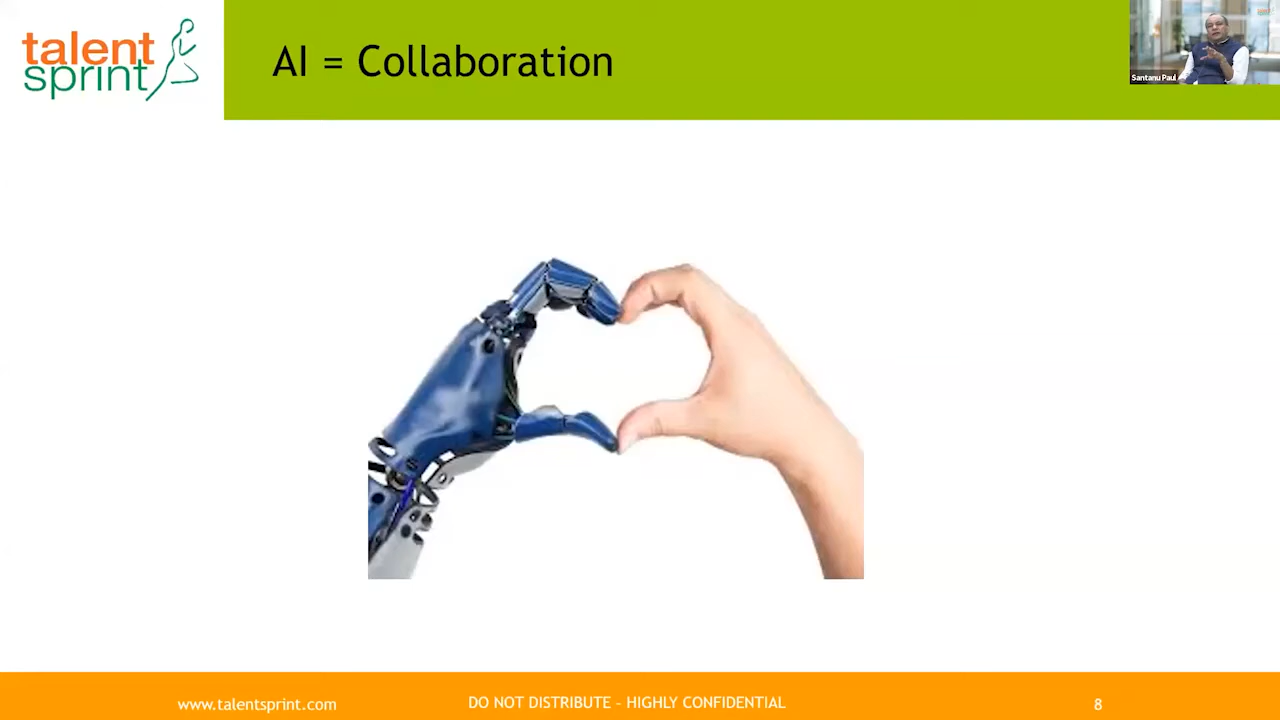 talent
sprint
AI = Collaboration
Santanu Paul
www.talentsprint.com
DO NOT DISTRIBUTE - HIGHLY CONFIDENTIAL
8